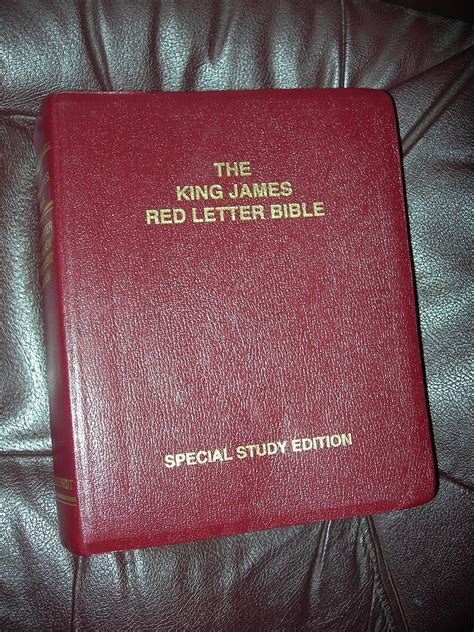 THE
KING JAMES
RED LETTER BIBLE
SPECIAL STUDY EDITION